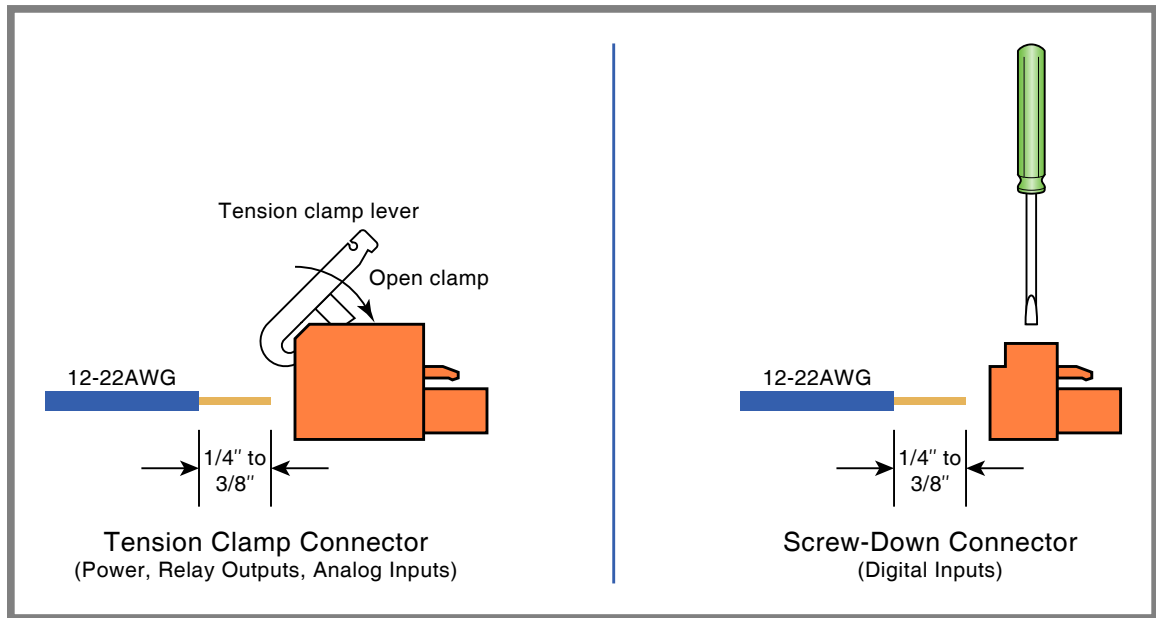 Tension clamp lever
Open clamp
12-22AWG
1/4" to
3/8"
Tension Clamp Connector
(Power, Relay Outputs, Analog Inputs)
12-22AWG
1/4" to
3/8"
Screw-Down Connector
(Digital Inputs)